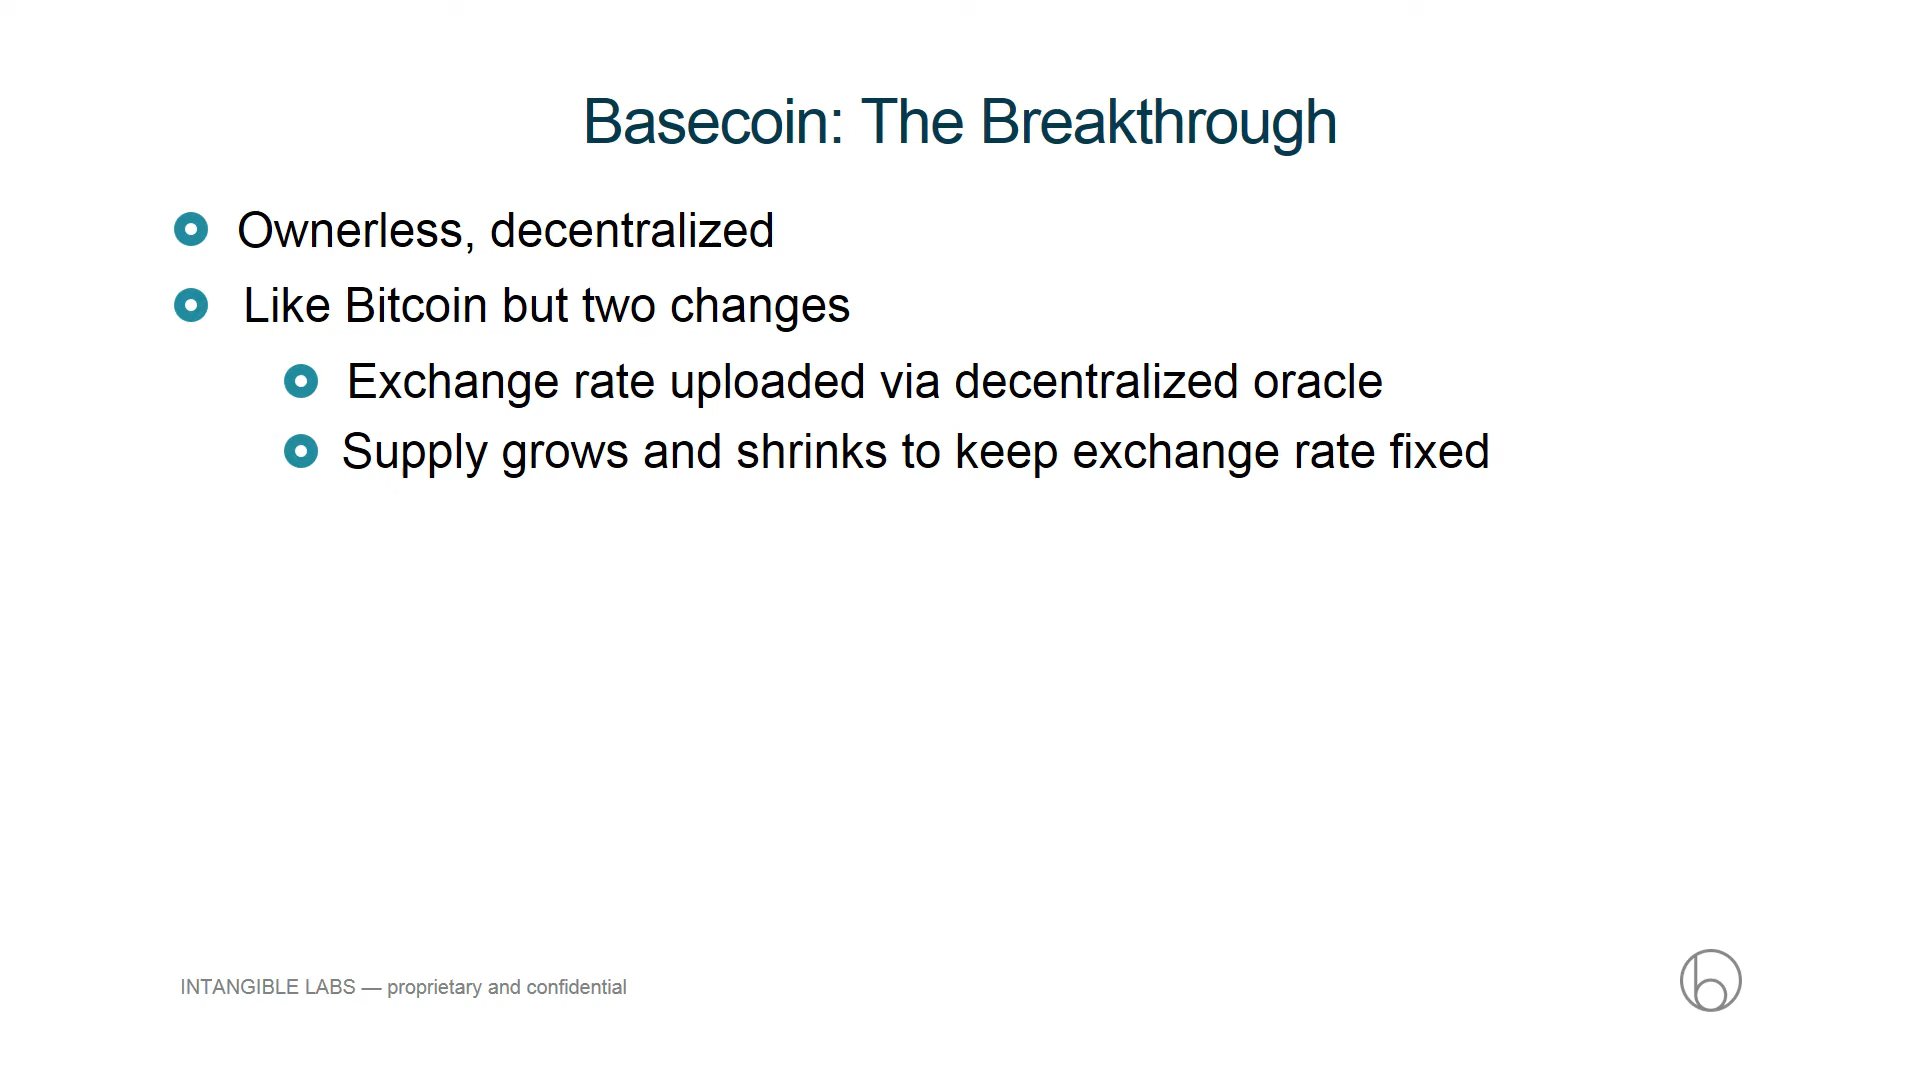 Basecoin: The Breakthrough
Ownerless, decentralized
Like Bitcoin but two changes
Exchange rate uploaded via decentralized oracle
Supply grows and shrinks to keep exchange rate fixed
INTANGIBLE LABS — proprietary and confidential